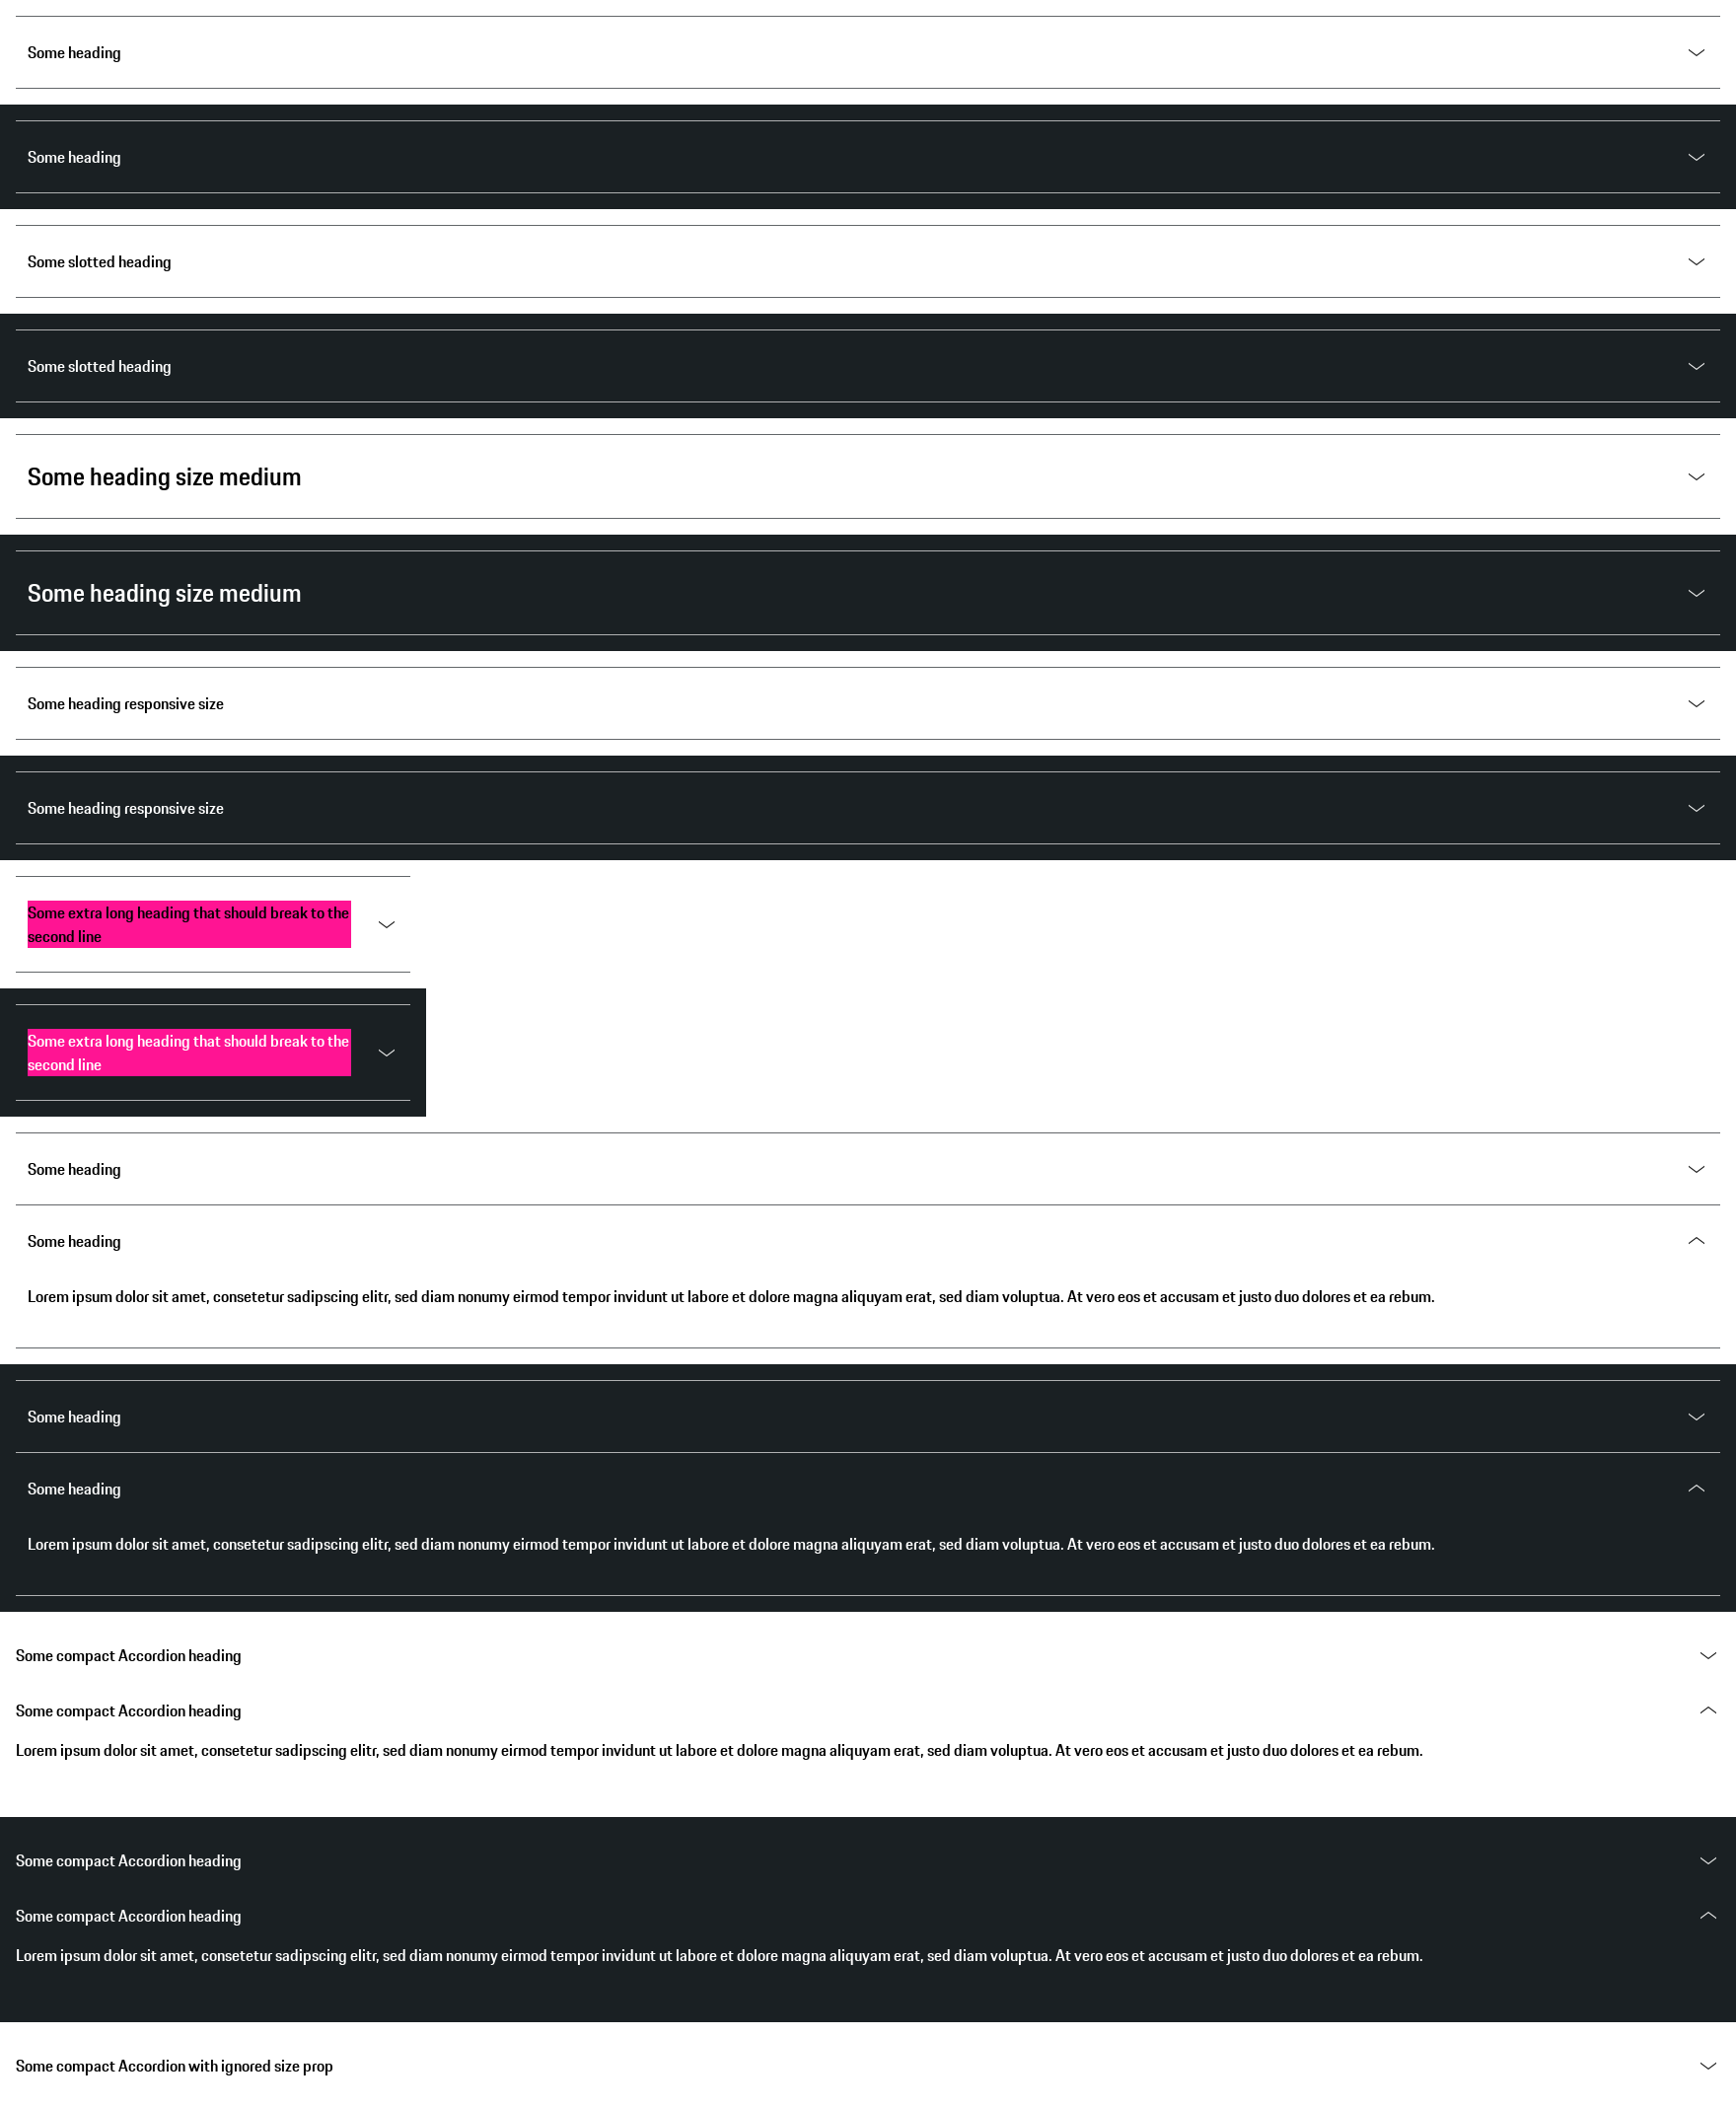 Some heading
Some heading
Some slotted heading
Some slotted heading
Some heading size medium
Some heading size medium
Some heading responsive size
Some heading responsive size
Some extra long heading that should break to the
second line
Some extra long heading that should break to the
second line
Some heading
Some heading
Lorem ipsum dolor sit amet, consetetur sadipscing elitr, sed diam nonumy eirmod tempor invidunt ut labore et dolore magna aliquyam erat, sed diam voluptua. At vero eos et accusam et justo duo dolores et ea rebum.
Some heading
Some heading
Lorem ipsum dolor sit amet, consetetur sadipscing elitr, sed diam nonumy eirmod tempor invidunt ut labore et dolore magna aliquyam erat, sed diam voluptua. At vero eos et accusam et justo duo dolores et ea rebum.
Some compact Accordion heading
Some compact Accordion heading
Lorem ipsum dolor sit amet, consetetur sadipscing elitr, sed diam nonumy eirmod tempor invidunt ut labore et dolore magna aliquyam erat, sed diam voluptua. At vero eos et accusam et justo duo dolores et ea rebum.
Some compact Accordion heading
Some compact Accordion heading
Lorem ipsum dolor sit amet, consetetur sadipscing elitr, sed diam nonumy eirmod tempor invidunt ut labore et dolore magna aliquyam erat, sed diam voluptua. At vero eos et accusam et justo duo dolores et ea rebum.
Some compact Accordion with ignored size prop